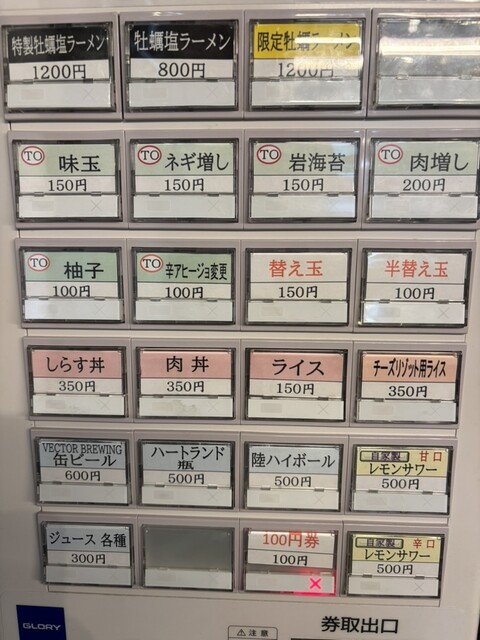 特製牡蠣塩ラーメン
1200円
牡蠣塩ラーメン
800円
限定牡蠣ラーメン
1200円
TO 味玉
150円
TO ネギ増し
150円
TO 岩海苔
150円
TO 肉増し
200円
TO 柚子
100円
TO 辛アヒージョ変更
100円
替え玉
150円
半替え玉
100円
しらす丼
350円
肉丼
350円
ライス
150円
チーズリゾット用ライス
350円
VECTOR BREWING
缶ビール
600円
ハートランド
瓶
500円
陸ハイボール
500円
自家製 甘口
レモンサワー
500円
ジュース 各種
300円
100円券
100円
×
自家製 辛口
レモンサワー
500円
GLORY
⚠注意
券取出口